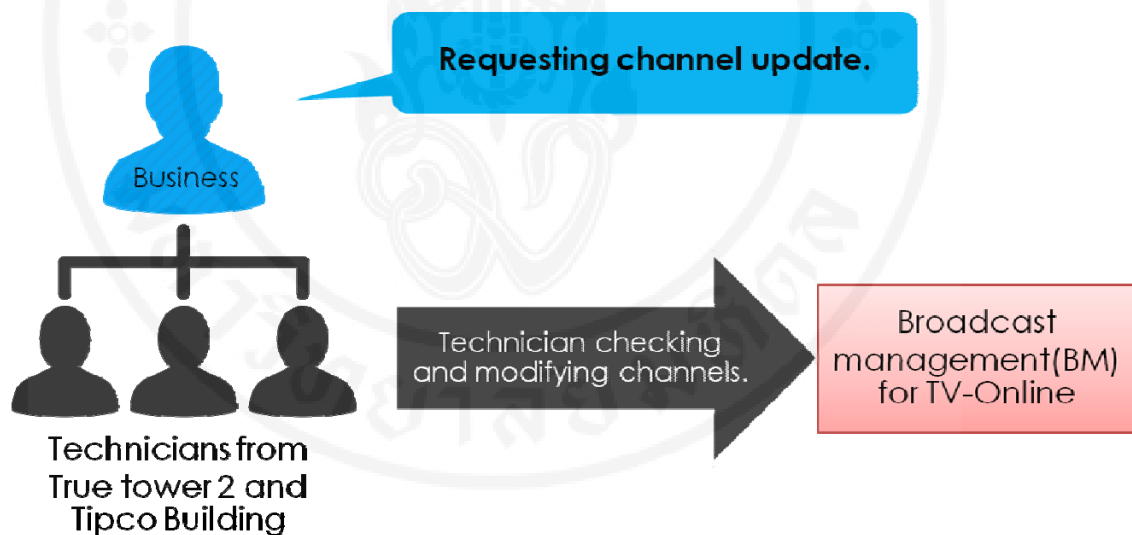 Requesting channel update.
Business
Technician checking
and modifying channels.
Broadcast
management(BM)
for TV-Online
Technicians from
True tower 2 and
Tipco Building